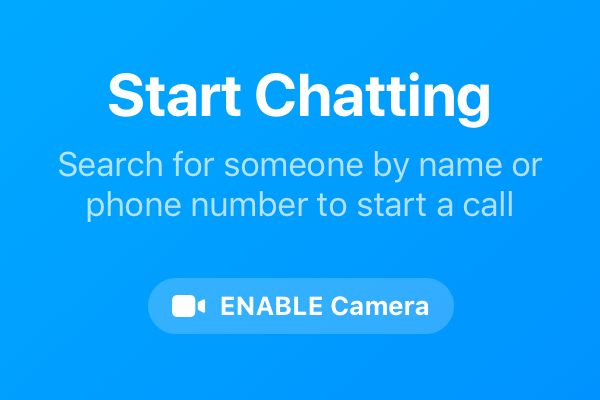 Start Chatting
Search for someone by name or
phone number to start a call
ENABLE Camera